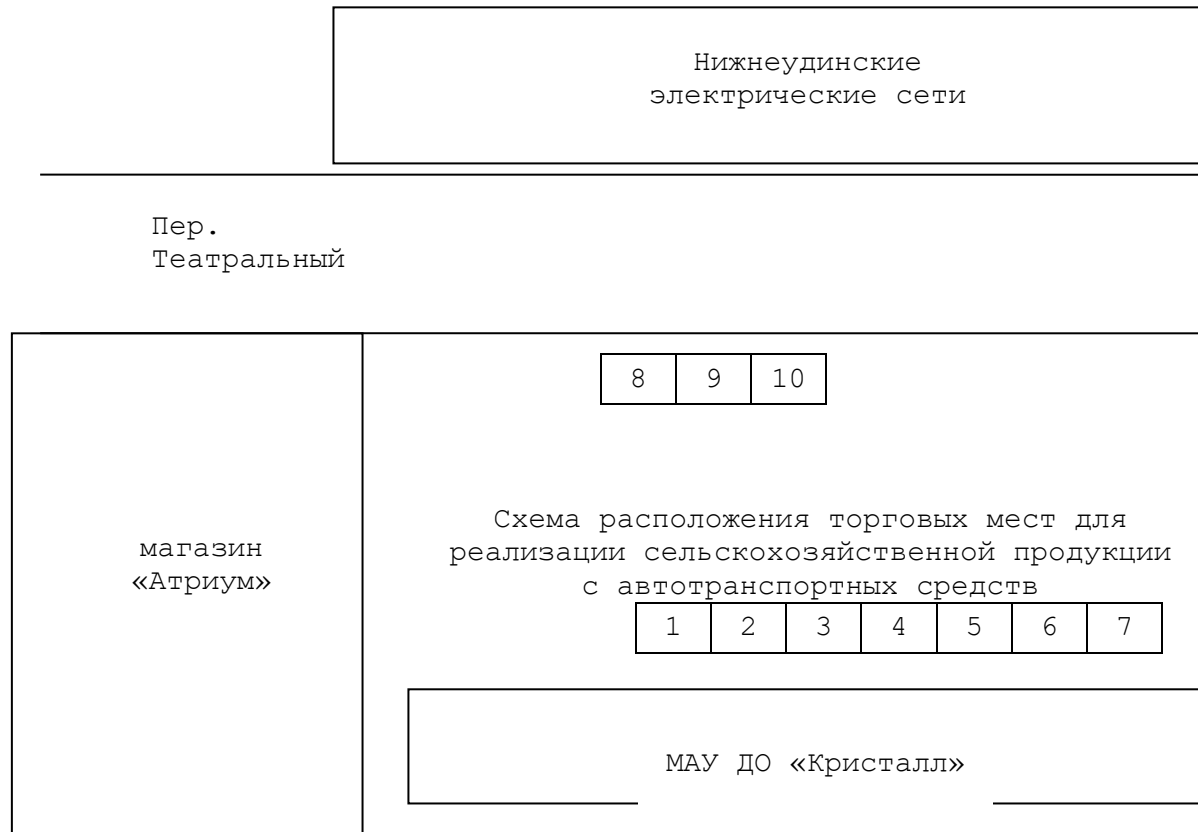 Нижнеудинские
электрические сети
Пер.
Театральный
8 9 10
Схема расположения торговых мест для
реализации сельскохозяйственной продукции
с автотранспортных средств
магазин
«Атриум»
1 2 3 4 5 6 7
МАУ ДО «Кристалл»